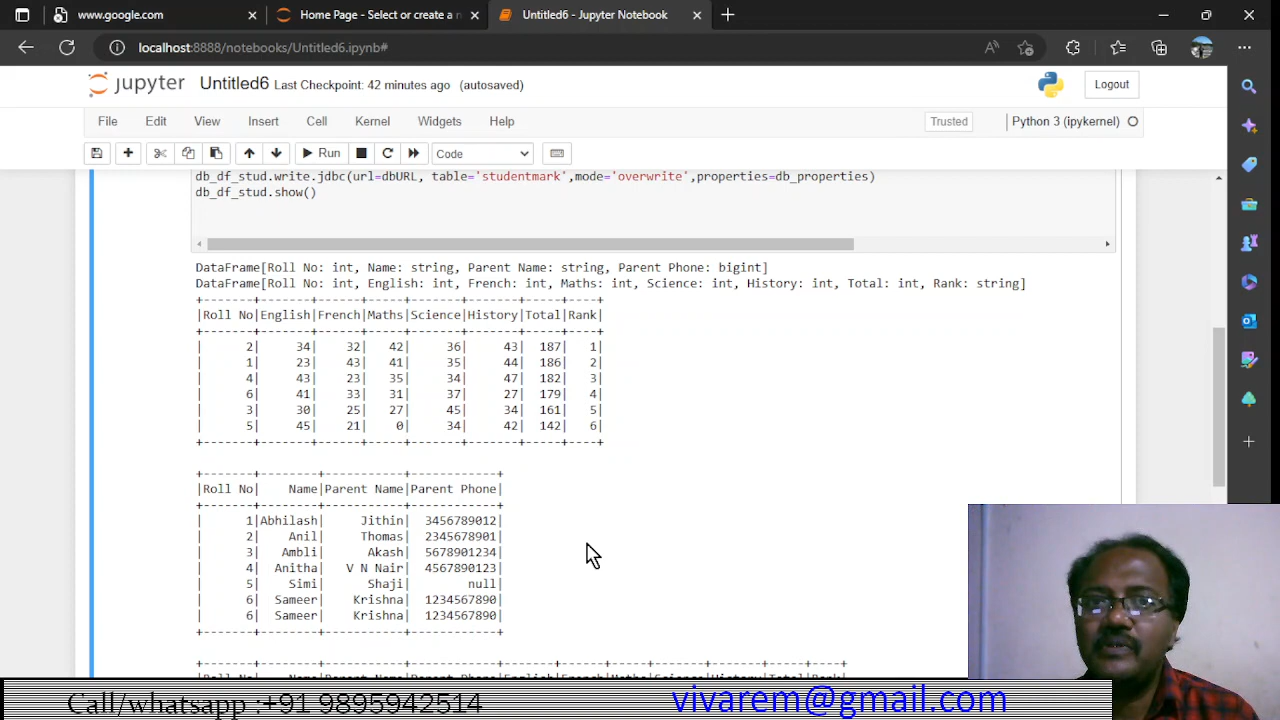 www.google.com
Home Page - Select or create a n
Untitled6 - Jupyter Notebook
localhost:8888/notebooks/Untitled6.ipynb#
jupyter Untitled6 Last Checkpoint: 42 minutes ago (autosaved)
Logout
File Edit View Insert Cell Kernel Widgets Help
Trusted
Python 3 (ipykernel)
Run
Code
db_df_stud.write.jdbc(url=dbURL, table='studentmark',mode='overwrite',properties=db_properties)
db_df_stud.show()
DataFrame[Roll No: int, Name: string, Parent Name: string, Parent Phone: bigint]
DataFrame[Roll No: int, English: int, French: int, Maths: int, Science: int, History: int, Total: int, Rank: string]
+-------+-------+------+-----+-------+-------+-----+----+
|Roll No|English|French|Maths|Science|History|Total|Rank|
+-------+-------+------+-----+-------+-------+-----+----+
|      2|     34|    32|   42|     36|     43|  187|   1|
|      1|     23|    43|   41|     35|     44|  186|   2|
|      4|     43|    23|   35|     34|     47|  182|   3|
|      6|     41|    33|   31|     37|     27|  179|   4|
|      3|     30|    25|   27|     45|     34|  161|   5|
|      5|     45|    21|    0|     34|     42|  142|   6|
+-------+-------+------+-----+-------+-------+-----+----+
+-------+--------+-----------+------------+
|Roll No|    Name|Parent Name|Parent Phone|
+-------+--------+-----------+------------+
|      1|Abhilash|     Jithin|  3456789012|
|      2|    Anil|     Thomas|  2345678901|
|      3|   Ambli|      Akash|  5678901234|
|      4|  Anitha|   V N Nair|  4567890123|
|      5|    Simi|     Shaji|        null|
|      6|  Sameer|    Krishna|  1234567890|
|      6|  Sameer|    Krishna|  1234567890|
+-------+--------+-----------+------------+
Call/whatsapp :+91 9895942514
vivarem@gmail.com